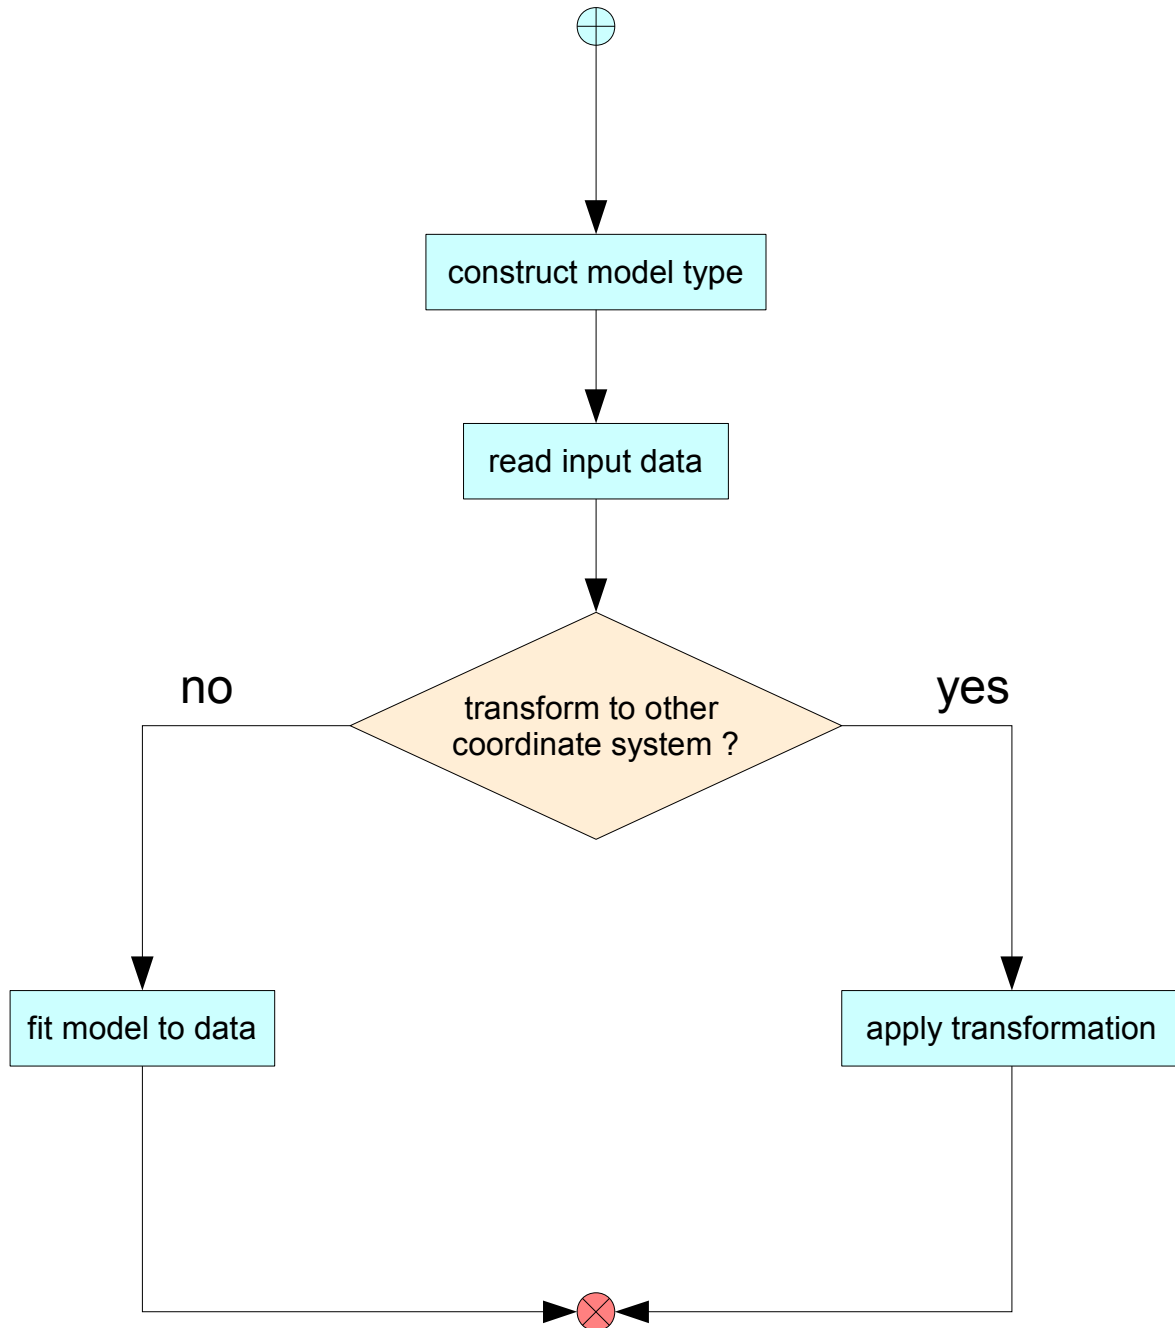 construct model type
read input data
no
yes
transform to other
coordinate system ?
fit model to data
apply transformation